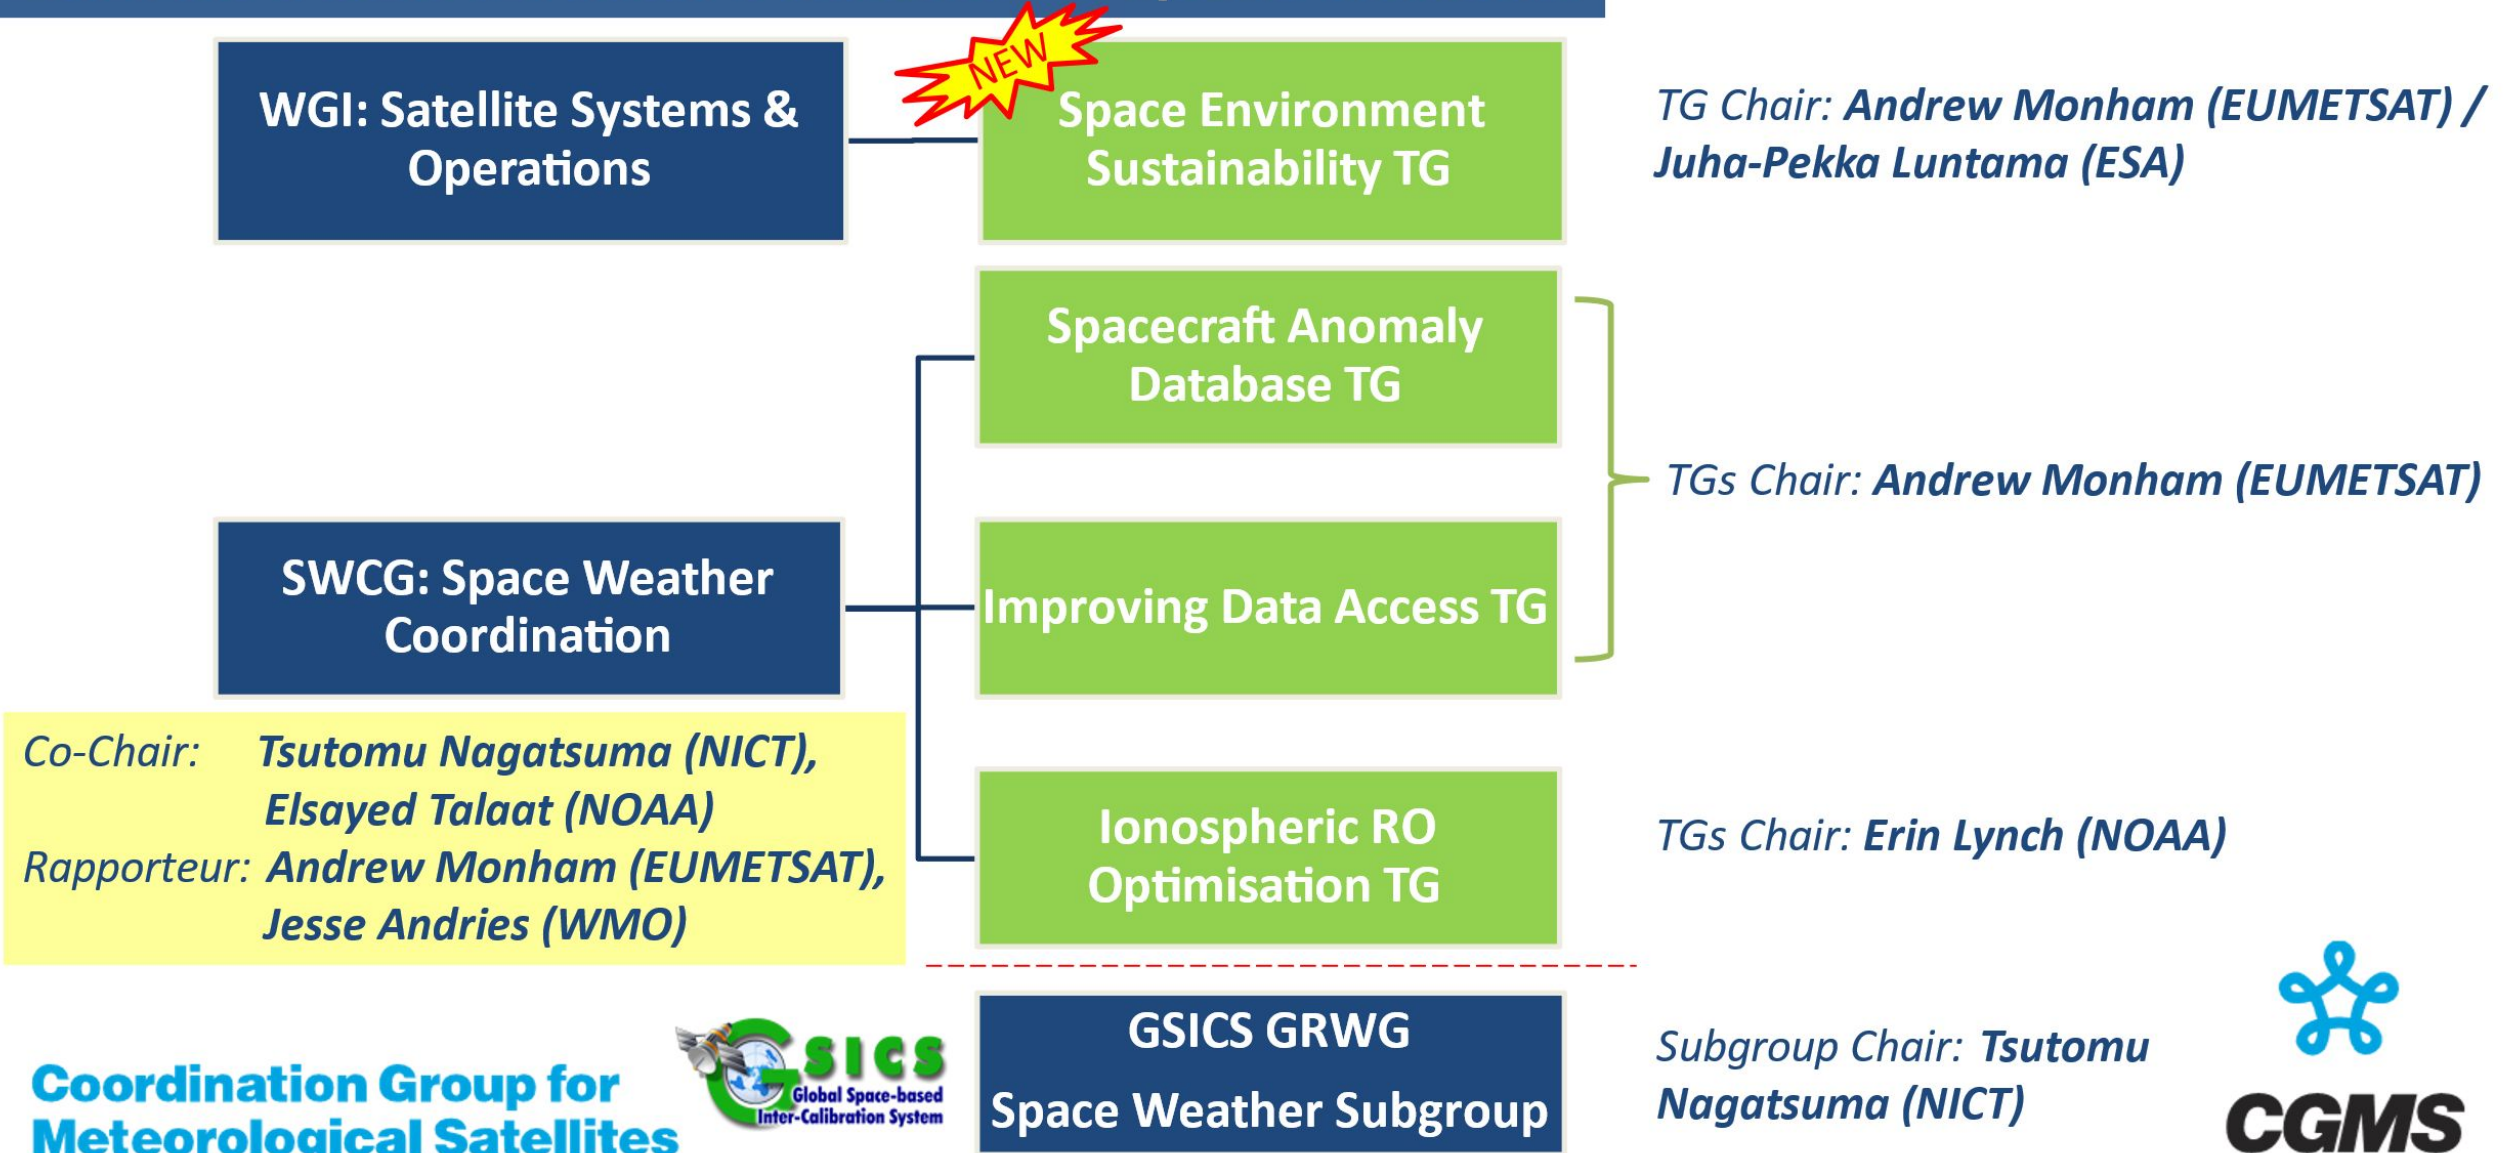 NEW
WGI: Satellite Systems &
Operations
Space Environment
Sustainability TG
TG Chair: Andrew Monham (EUMETSAT) /
Juha-Pekka Luntama (ESA)
Spacecraft Anomaly
Database TG
TGs Chair: Andrew Monham (EUMETSAT)
SWCG: Space Weather
Coordination
Improving Data Access TG
Co-Chair: Tsutomu Nagatsuma (NICT),
Elsayed Talaat (NOAA)
Rapporteur: Andrew Monham (EUMETSAT),
Jesse Andries (WMO)
Ionospheric RO
Optimisation TG
TGs Chair: Erin Lynch (NOAA)
Coordination Group for
Meteorological Satellites
GSICS
Global Space-based
Inter-Calibration System
GSICS GRWG
Space Weather Subgroup
Subgroup Chair: Tsutomu
Nagatsuma (NICT)
CGMS